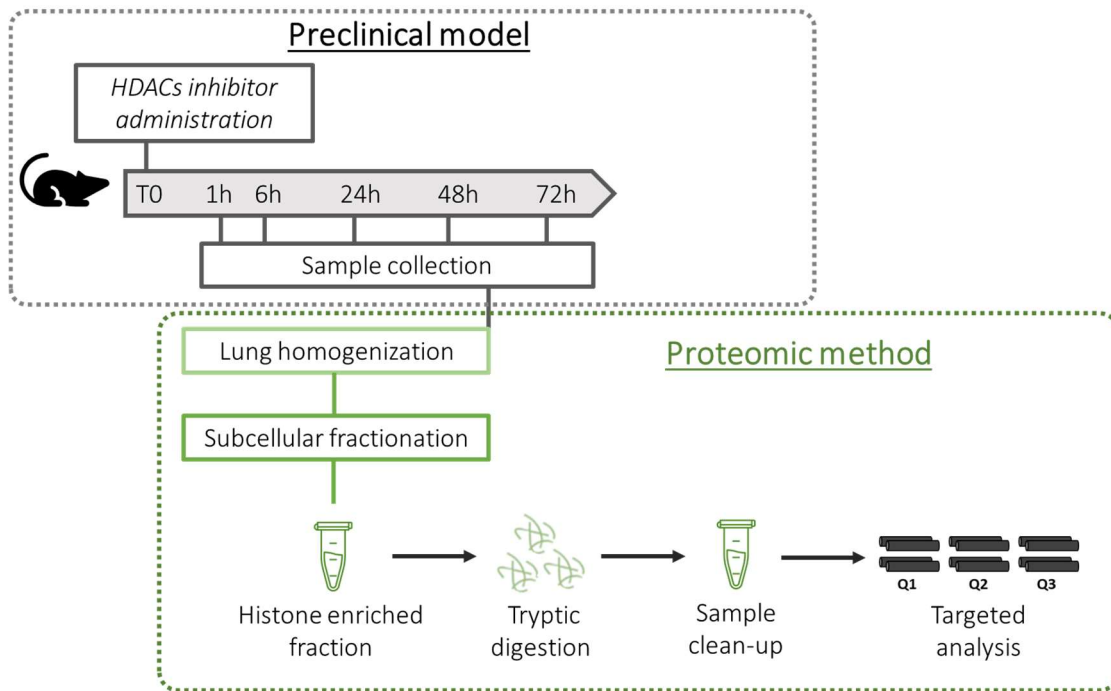 Preclinical model
HDACs inhibitor
administration
T0 1h 6h 24h 48h 72h
Sample collection
Lung homogenization
Proteomic method
Subcellular fractionation
Q1 Q2 Q3
Histone enriched
fraction
Tryptic
digestion
Sample
clean-up
Targeted
analysis